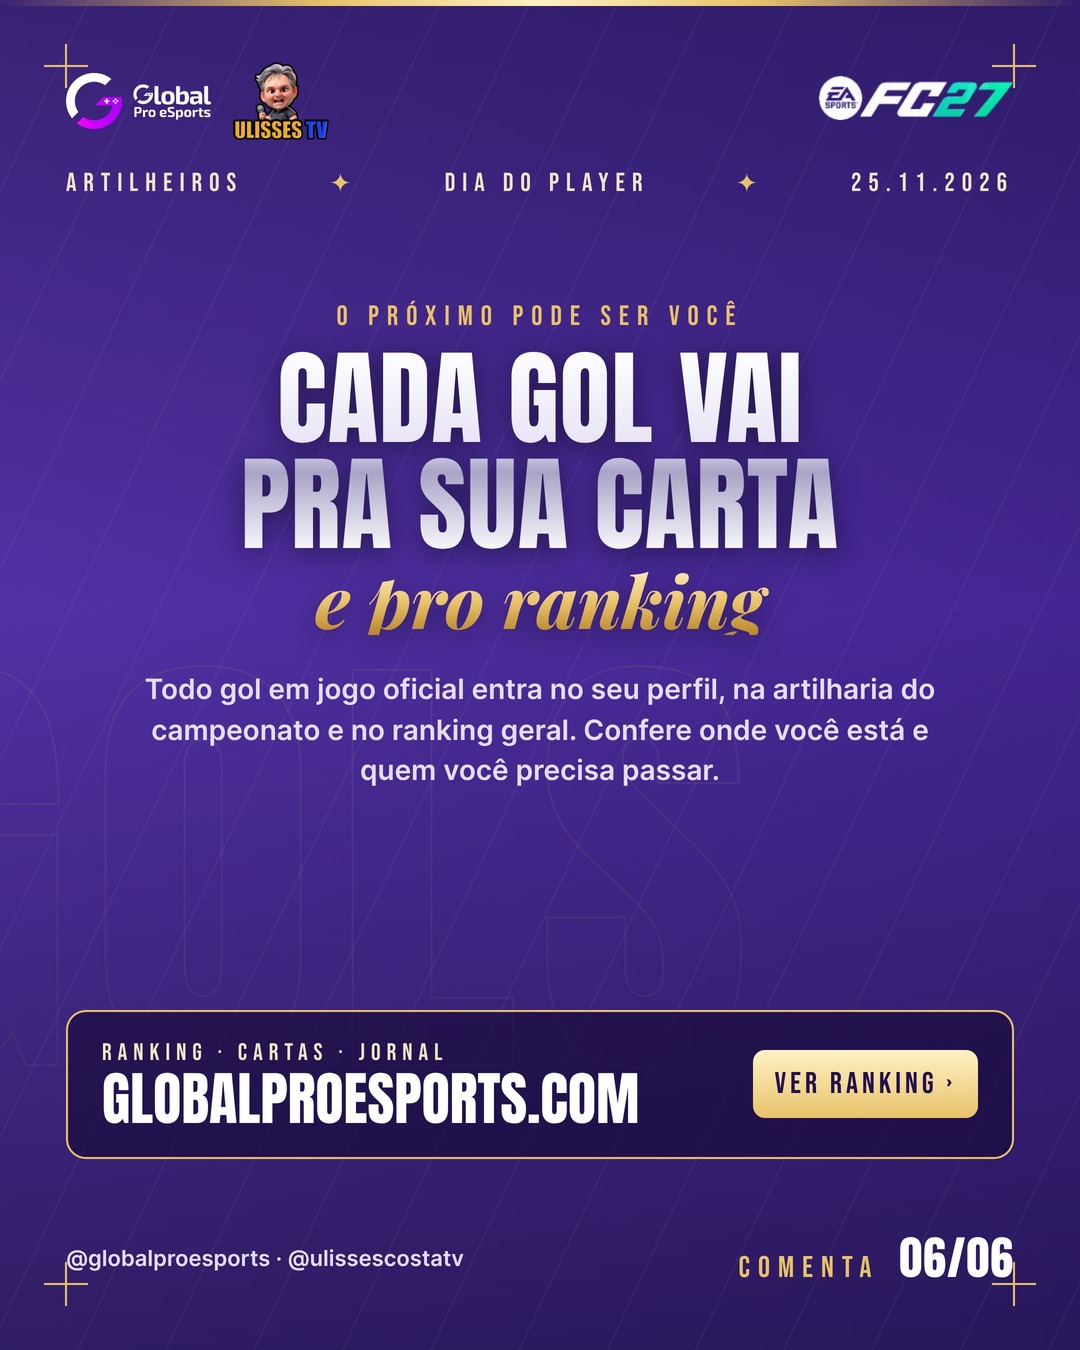 Global
Pro eSports
ULISSES TV
EA SPORTS FC27
ARTILHEIROS ✦ DIA DO PLAYER ✦ 25.11.2026
O PRÓXIMO PODE SER VOCÊ
CADA GOL VAI
PRA SUA CARTA
e pro ranking
Todo gol em jogo oficial entra no seu perfil, na artilharia do
campeonato e no ranking geral. Confere onde você está e
quem você precisa passar.
GOLS
RANKING · CARTAS · JORNAL
GLOBALPROESPORTS.COM
VER RANKING ›
@globalproesports · @ulissescostatv
COMENTA 06/06